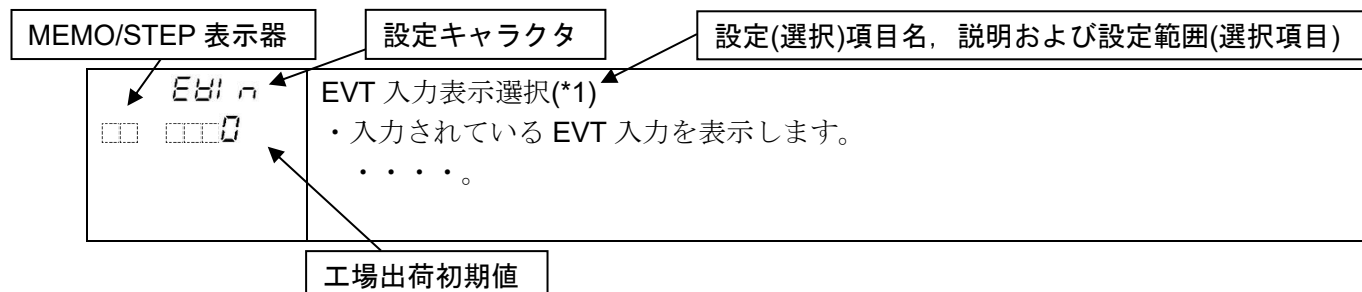 MEMO/STEP 表示器
設定キャラクタ
設定(選択)項目名，説明および設定範囲(選択項目)
EVT 入力表示選択(*1)
0
・入力されている EVT 入力を表示します。
・・・・。
工場出荷初期値